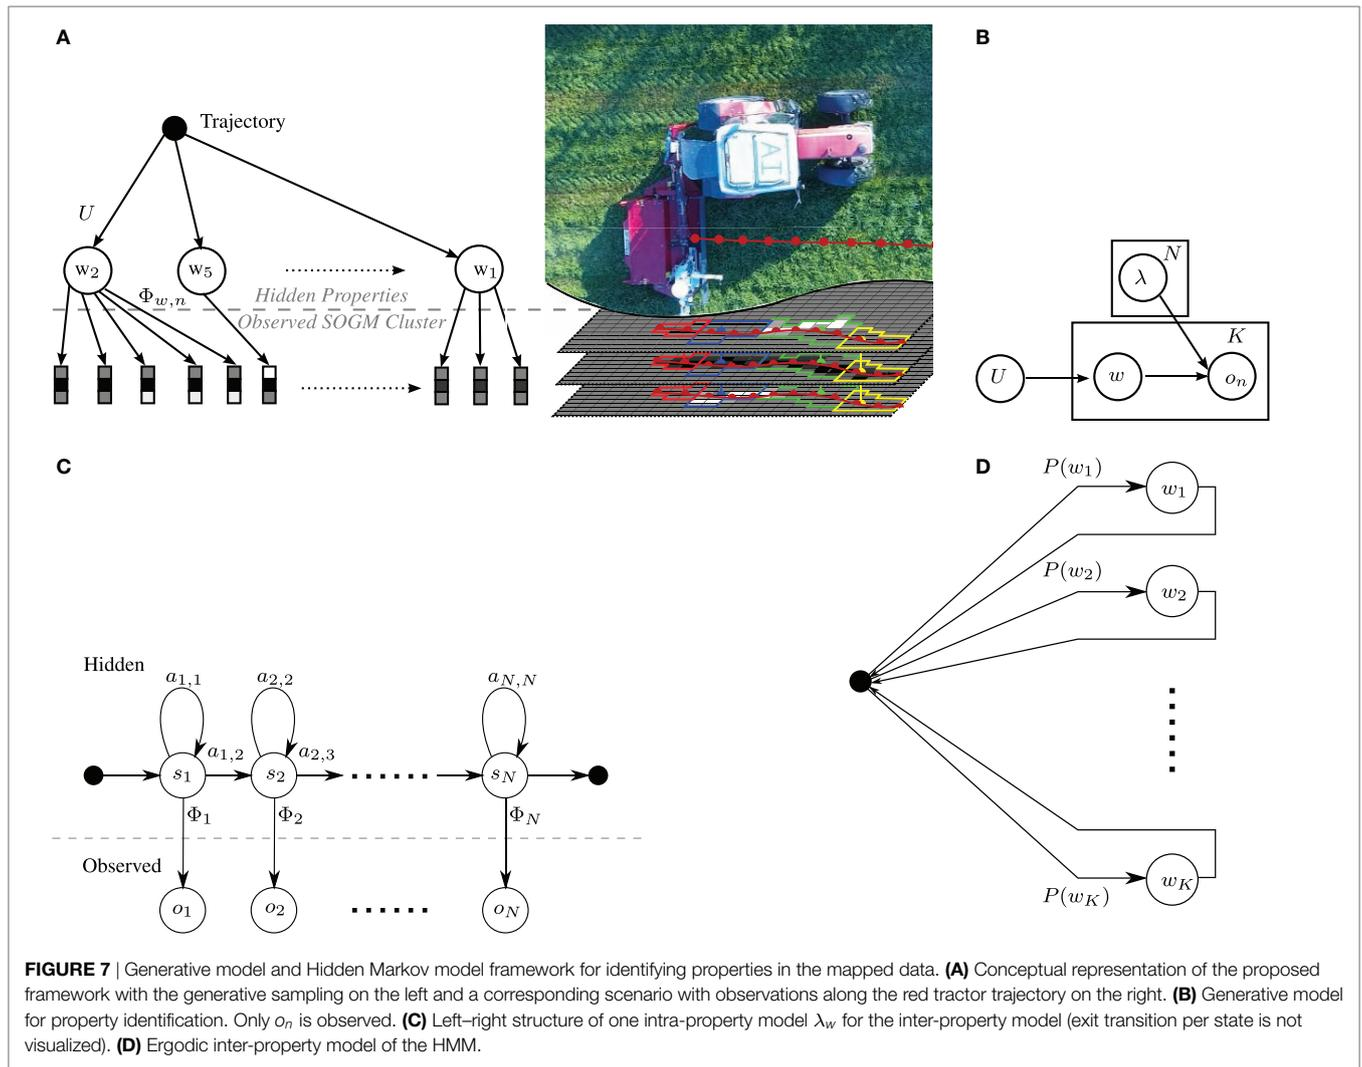 A
Trajectory
U
w2
w5
w1
Φw,n
Hidden Properties
Observed SOGM Cluster
AI
B
N
λ
K
U
w
on
C
Hidden
a1,1
a2,2
aN,N
a1,2
a2,3
s1
s2
sN
Φ1
Φ2
ΦN
Observed
o1
o2
oN
D
P(w1)
w1
P(w2)
w2
wK
P(wK)
FIGURE 7 | Generative model and Hidden Markov model framework for identifying properties in the mapped data. (A) Conceptual representation of the proposed
framework with the generative sampling on the left and a corresponding scenario with observations along the red tractor trajectory on the right. (B) Generative model
for property identification. Only on is observed. (C) Left–right structure of one intra-property model λw for the inter-property model (exit transition per state is not
visualized). (D) Ergodic inter-property model of the HMM.